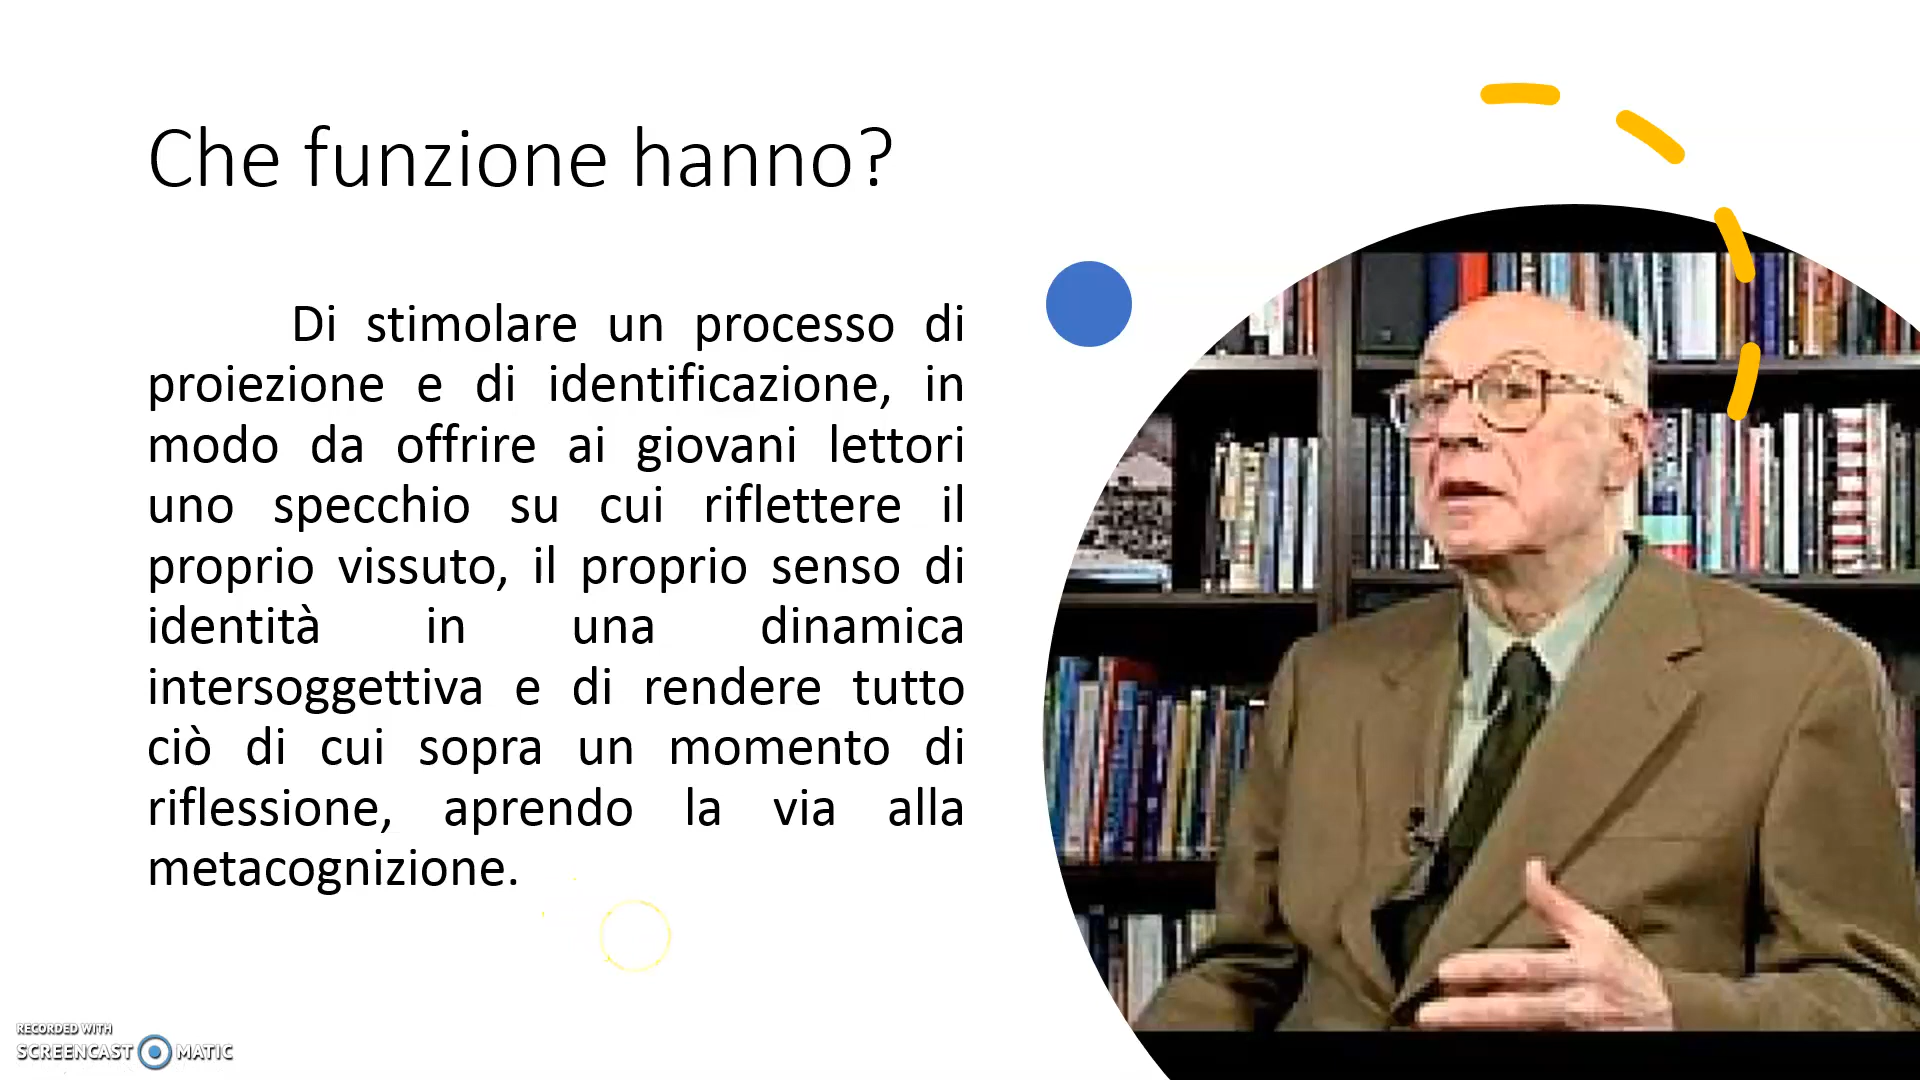 Che funzione hanno?
Di stimolare un processo di
proiezione e di identificazione, in
modo da offrire ai giovani lettori
uno specchio su cui riflettere il
proprio vissuto, il proprio senso di
identità in una dinamica
intersoggettiva e di rendere tutto
ciò di cui sopra un momento di
riflessione, aprendo la via alla
metacognizione.
RECORDED WITH
SCREENCAST MATIC